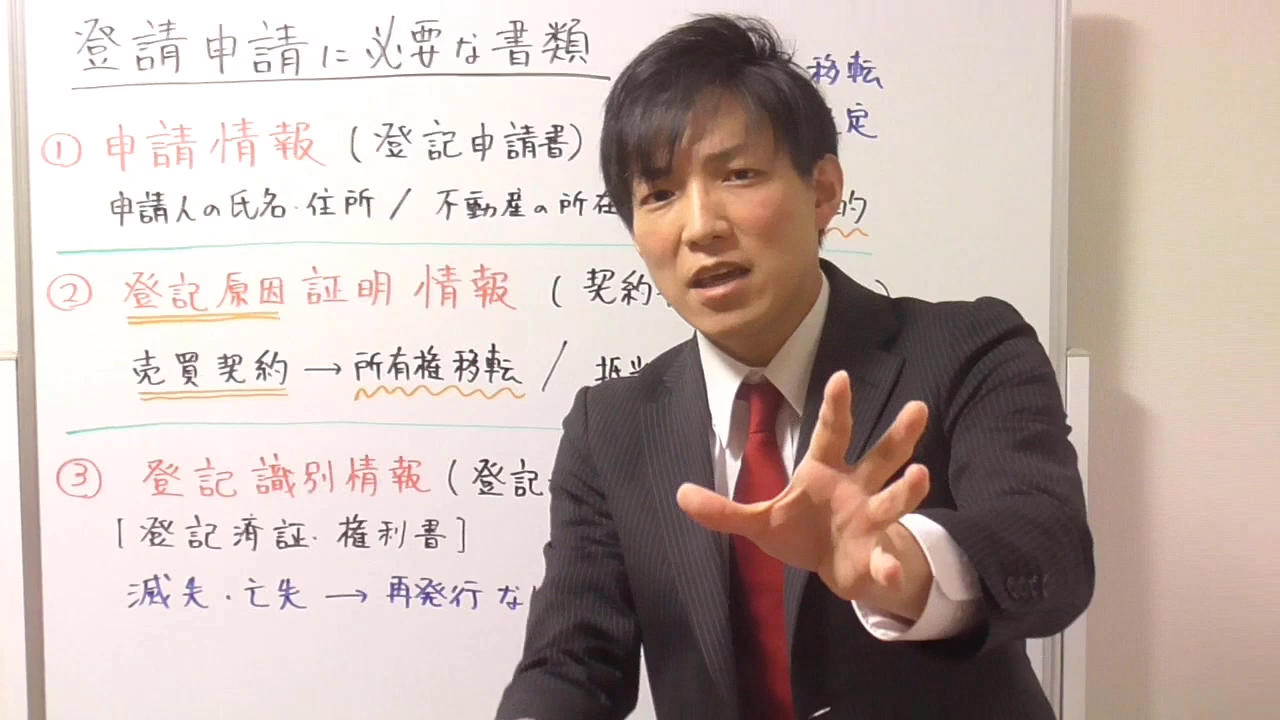 登請申請に必要な書類
移転
定
① 申請情報 (登記申請書)
申請人の氏名・住所 / 不動産の所在
的
② 登記原因証明情報 (契約
売買契約 → 所有権移転 / 抵当
③ 登記識別情報 (登記
[登記済証・権利書]
滅失・亡失 → 再発行な